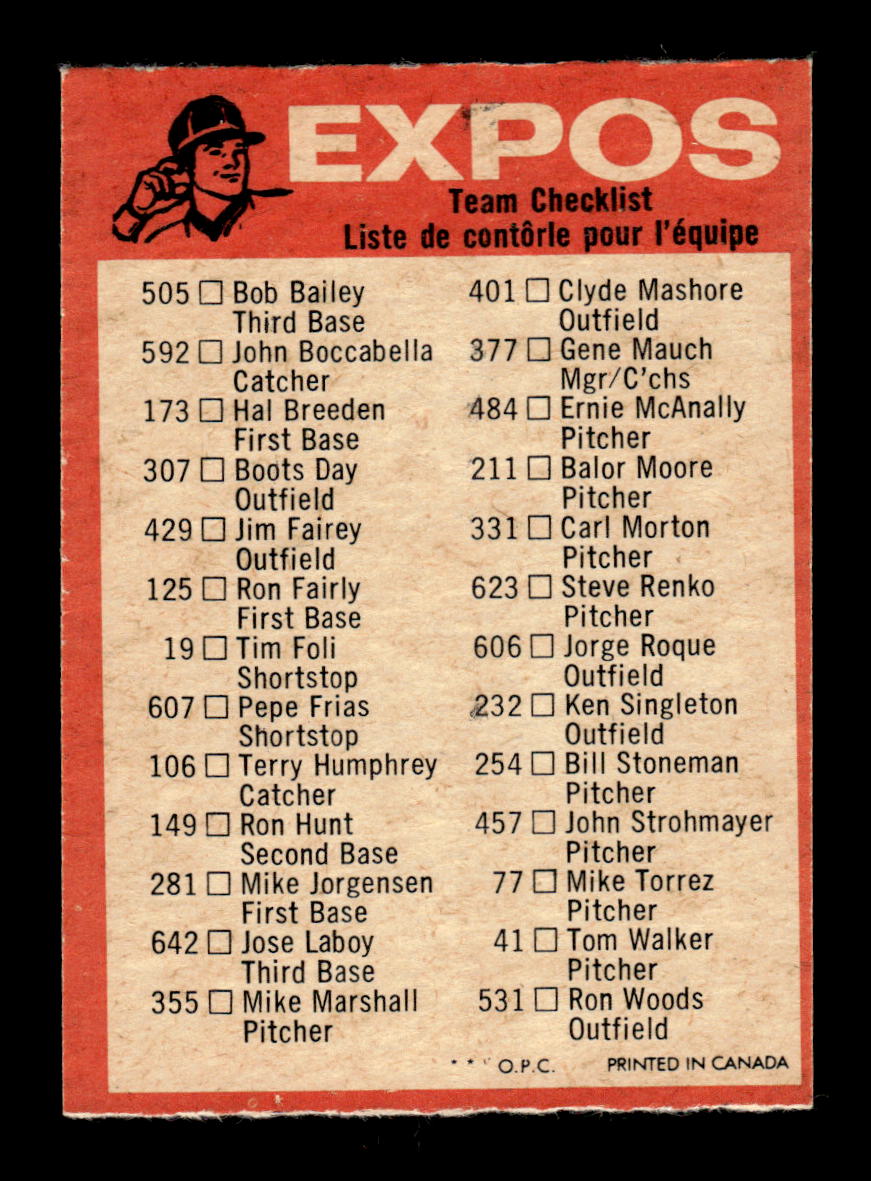 EXPOS
Team Checklist
Liste de contôrle pour l'équipe
505 □ Bob Bailey
Third Base
592 □ John Boccabella
Catcher
173 □ Hal Breeden
First Base
307 □ Boots Day
Outfield
429 □ Jim Fairey
Outfield
125 □ Ron Fairly
First Base
19 □ Tim Foli
Shortstop
607 □ Pepe Frias
Shortstop
106 □ Terry Humphrey
Catcher
149 □ Ron Hunt
Second Base
281 □ Mike Jorgensen
First Base
642 □ Jose Laboy
Third Base
355 □ Mike Marshall
Pitcher
401 □ Clyde Mashore
Outfield
377 □ Gene Mauch
Mgr/C'chs
484 □ Ernie McAnally
Pitcher
211 □ Balor Moore
Pitcher
331 □ Carl Morton
Pitcher
623 □ Steve Renko
Pitcher
606 □ Jorge Roque
Outfield
232 □ Ken Singleton
Outfield
254 □ Bill Stoneman
Pitcher
457 □ John Strohmayer
Pitcher
77 □ Mike Torrez
Pitcher
41 □ Tom Walker
Pitcher
531 □ Ron Woods
Outfield
* * * O.P.C. PRINTED IN CANADA